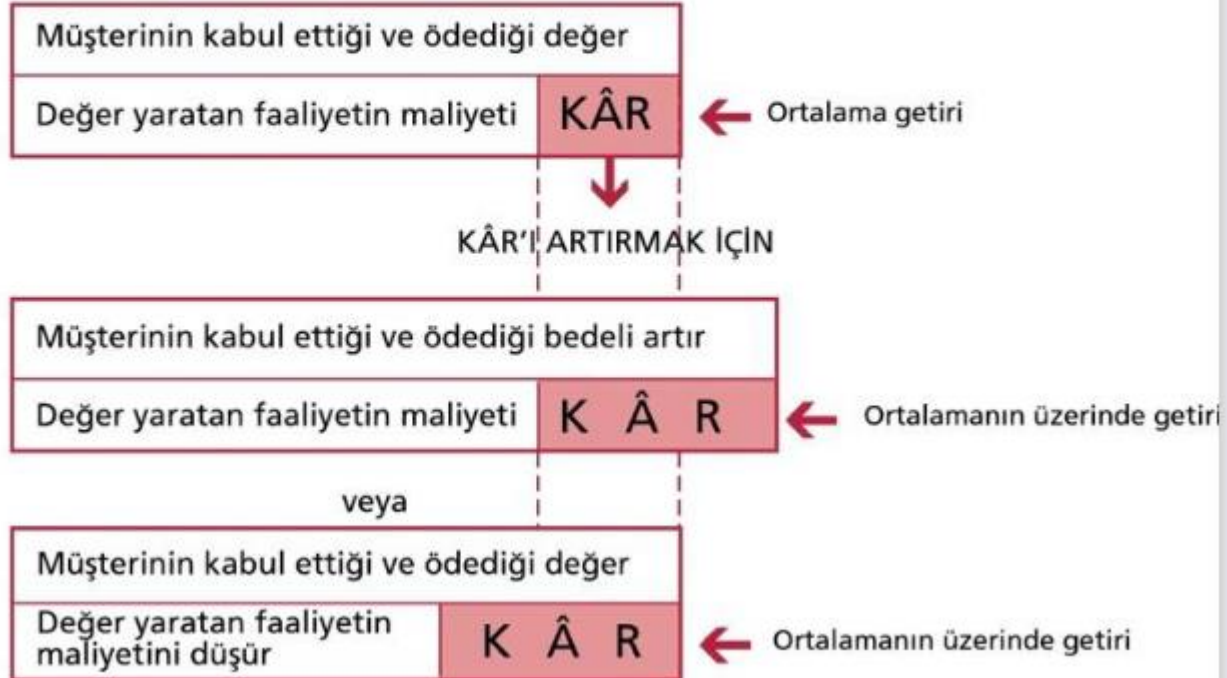 Müşterinin kabul ettiği ve ödediği değer
Değer yaratan faaliyetin maliyeti KÂR Ortalama getiri
KÂR'I ARTIRMAK İÇİN
Müşterinin kabul ettiği ve ödediği bedeli artır
Değer yaratan faaliyetin maliyeti K Â R Ortalamanın üzerinde getiri
veya
Müşterinin kabul ettiği ve ödediği değer
Değer yaratan faaliyetin
maliyetini düşür K Â R Ortalamanın üzerinde getiri